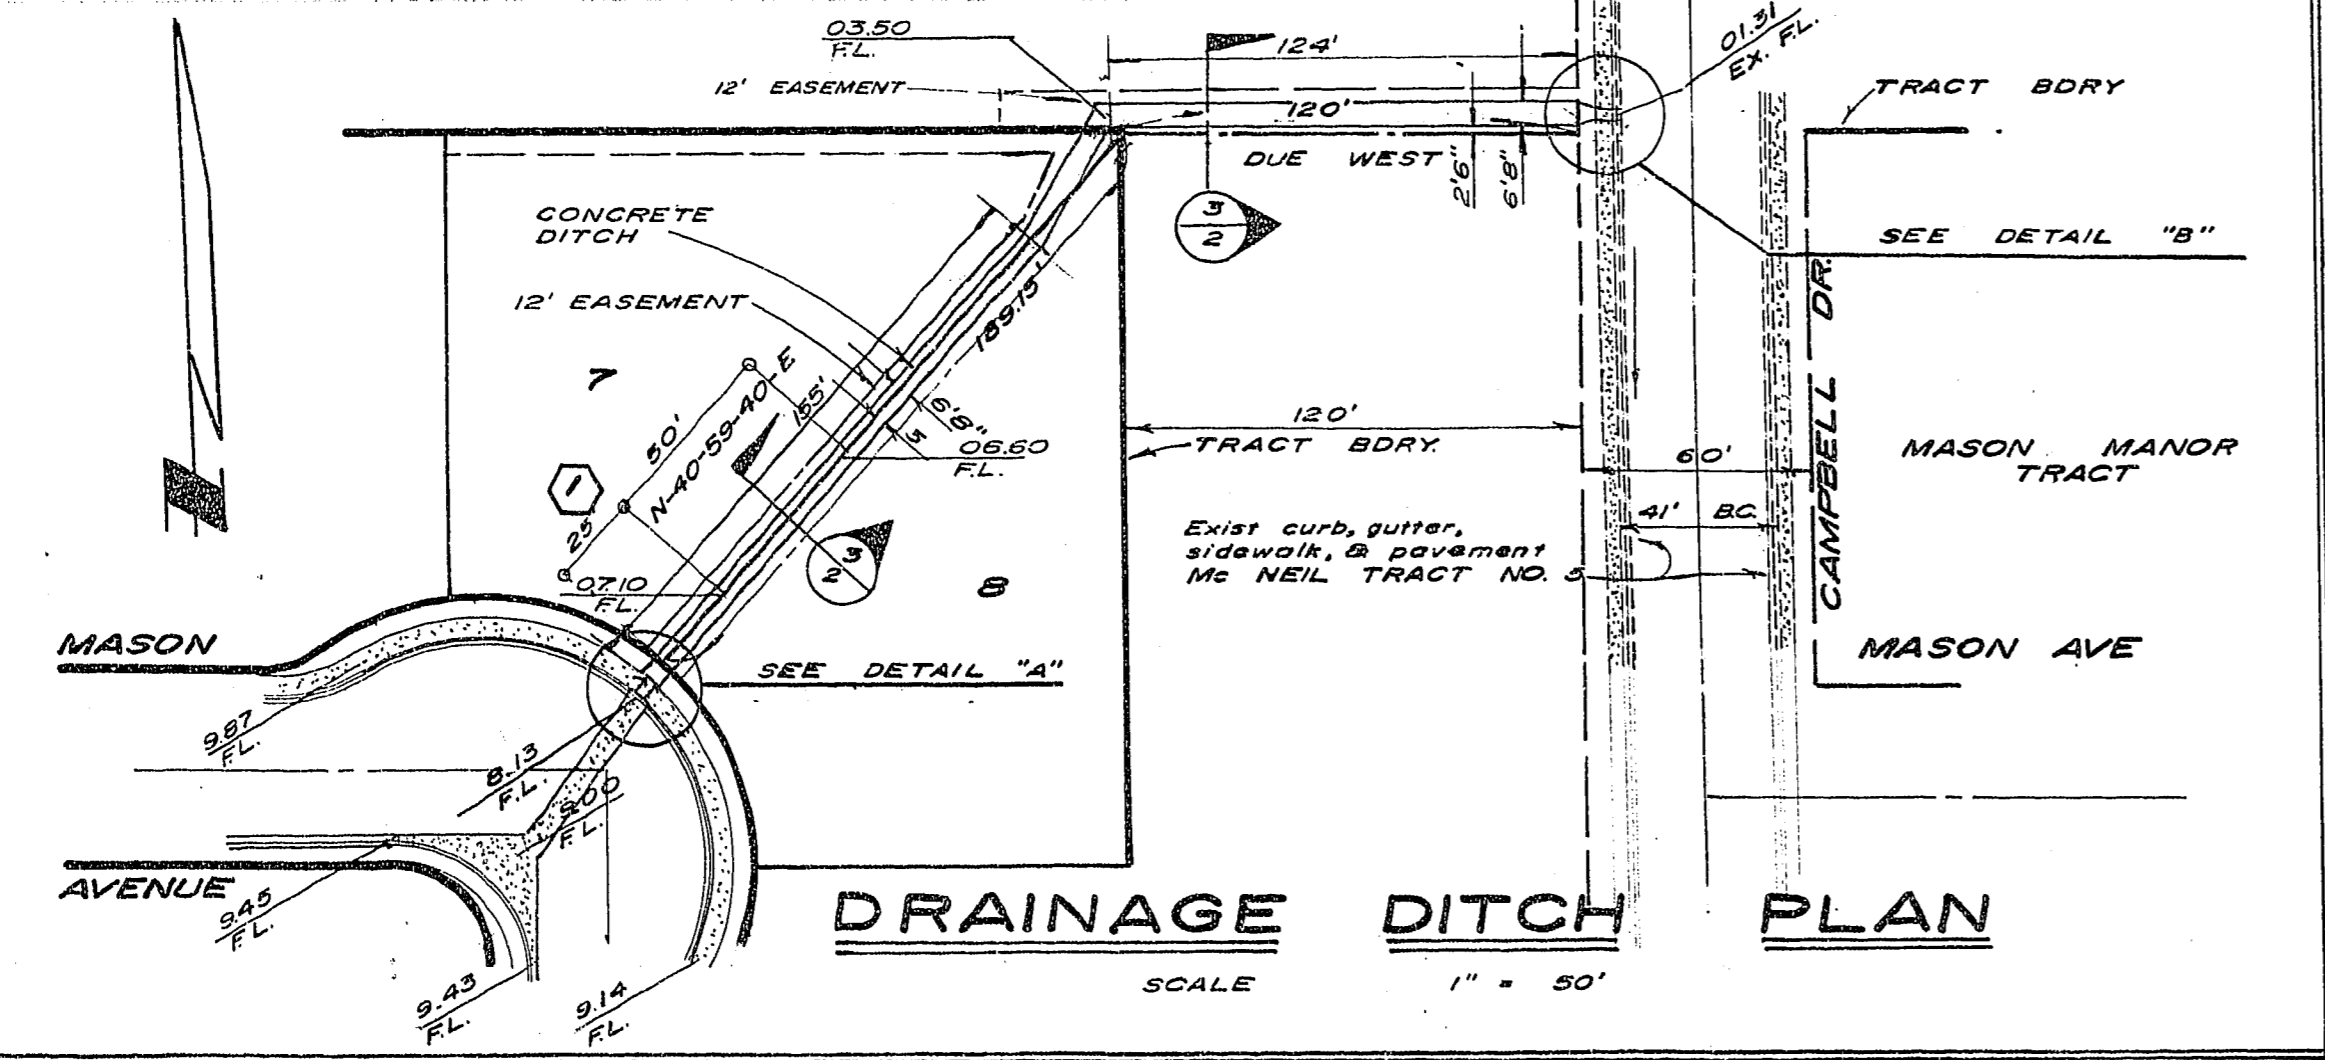 03.50
F.L.
124'
01.31
EX. F.L.
12' EASEMENT
120'
TRACT BDRY
DUE WEST
2'6"
6'8"
3
2
CONCRETE
DITCH
SEE DETAIL "B"
12' EASEMENT
189.15'
CAMPBELL DR.
7
50'
N-40-59-40-E
155'
6'8"
5'
06.60
F.L.
120'
TRACT BDRY.
60'
MASON MANOR
TRACT
1
25'
41' B.C.
Exist curb, gutter,
sidewalk, & pavement
Mc NEIL TRACT NO. 5
07.10
F.L.
3
2
8
MASON
SEE DETAIL "A"
MASON AVE
9.87
F.L.
8.13
F.L.
9.00
F.L.
AVENUE
9.45
F.L.
DRAINAGE DITCH PLAN
SCALE 1" = 50'
9.43
F.L.
9.14
F.L.